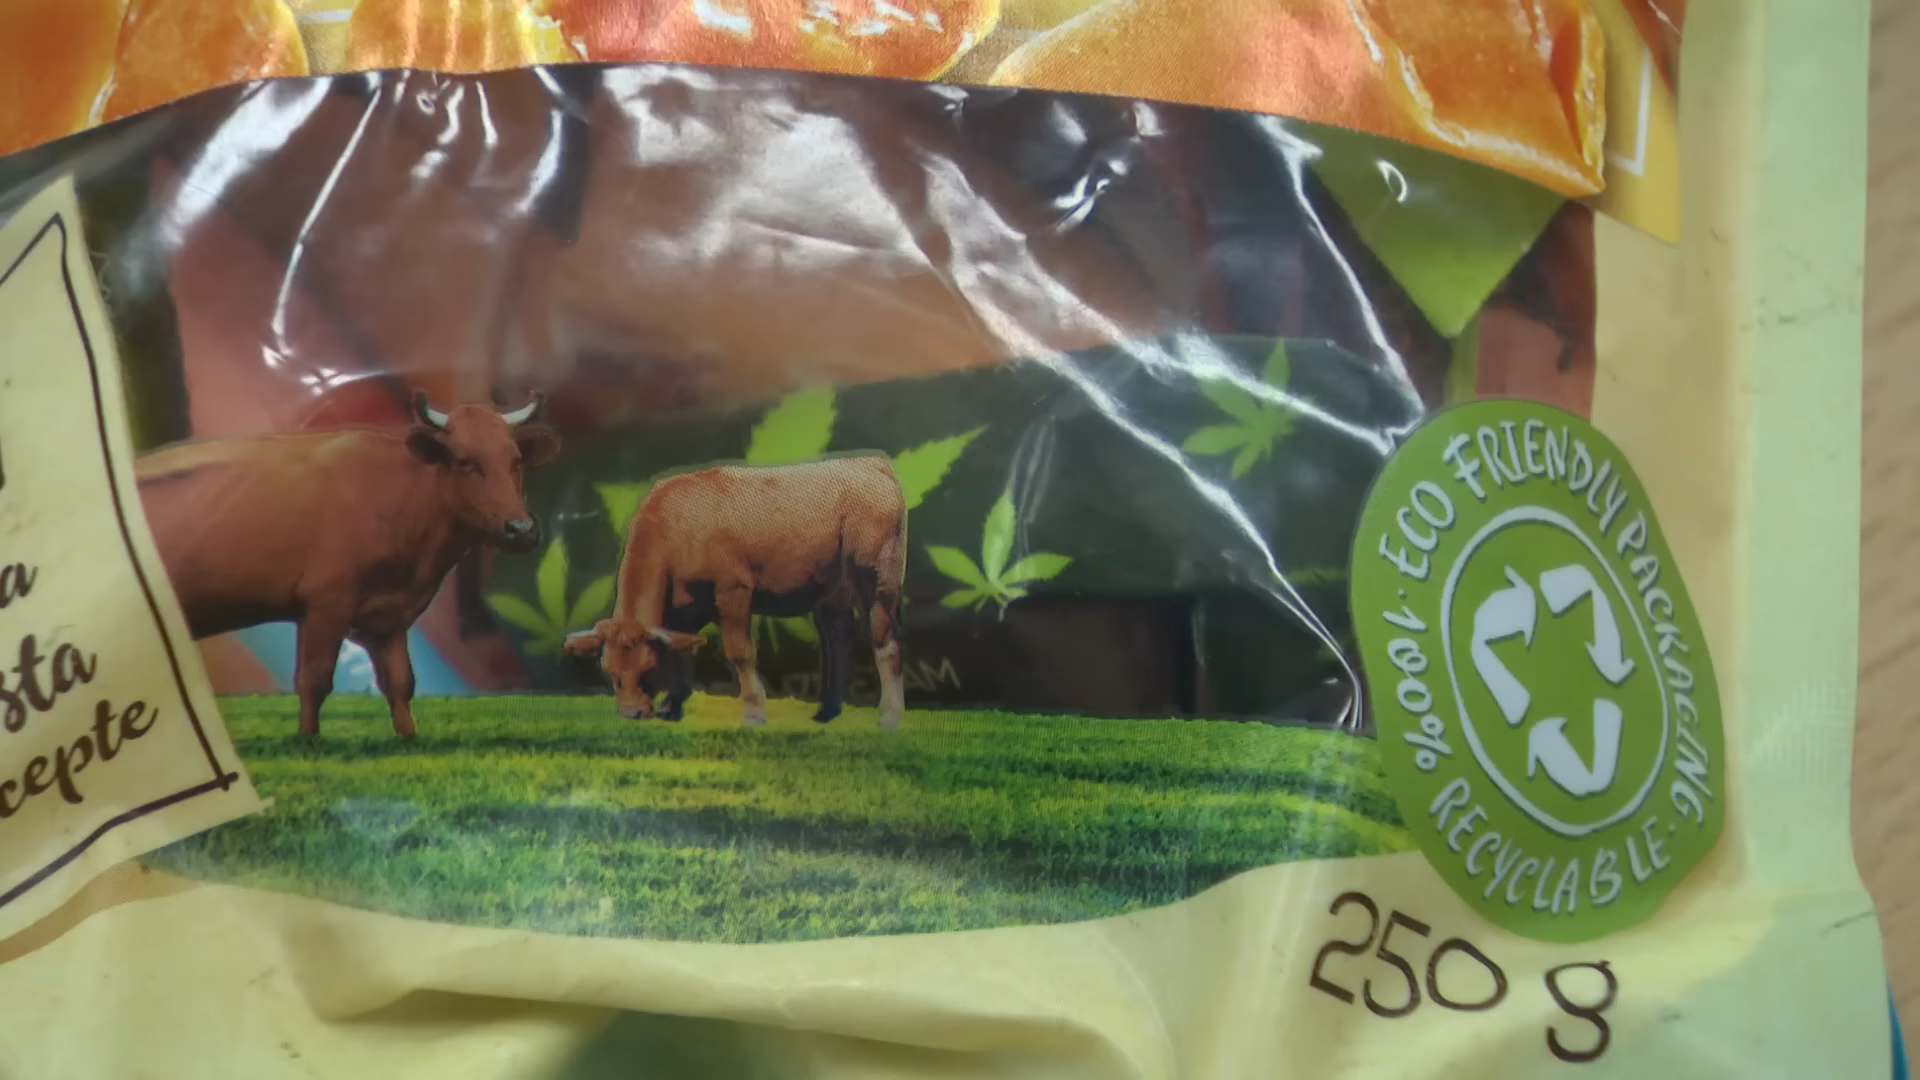 a
sta
cepte
ECO FRIENDLY PACKAGING · 100% RECYCLABLE ·
250 g